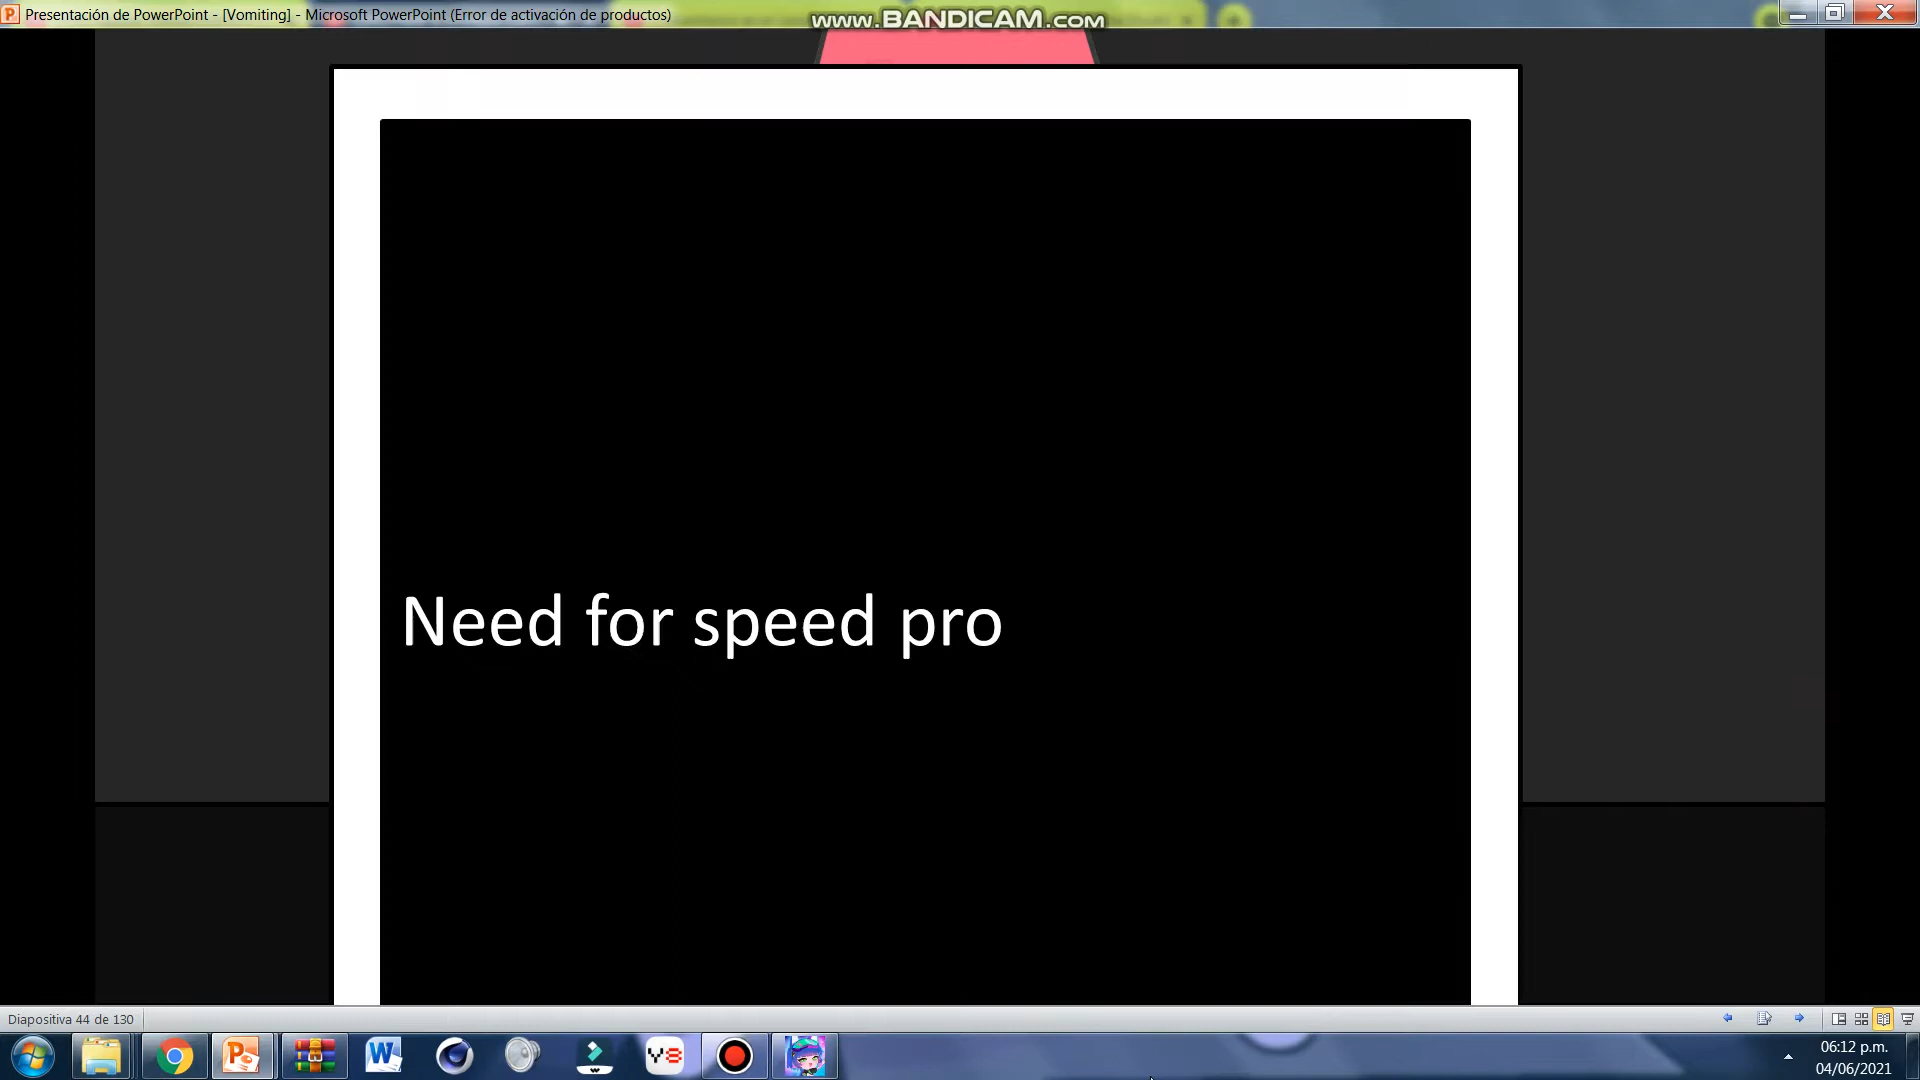 Presentación de PowerPoint - [Vomiting] - Microsoft PowerPoint (Error de activación de productos)
www.BANDICAM.COM
Need for speed pro
Diapositiva 44 de 130
06:12 p.m.
04/06/2021